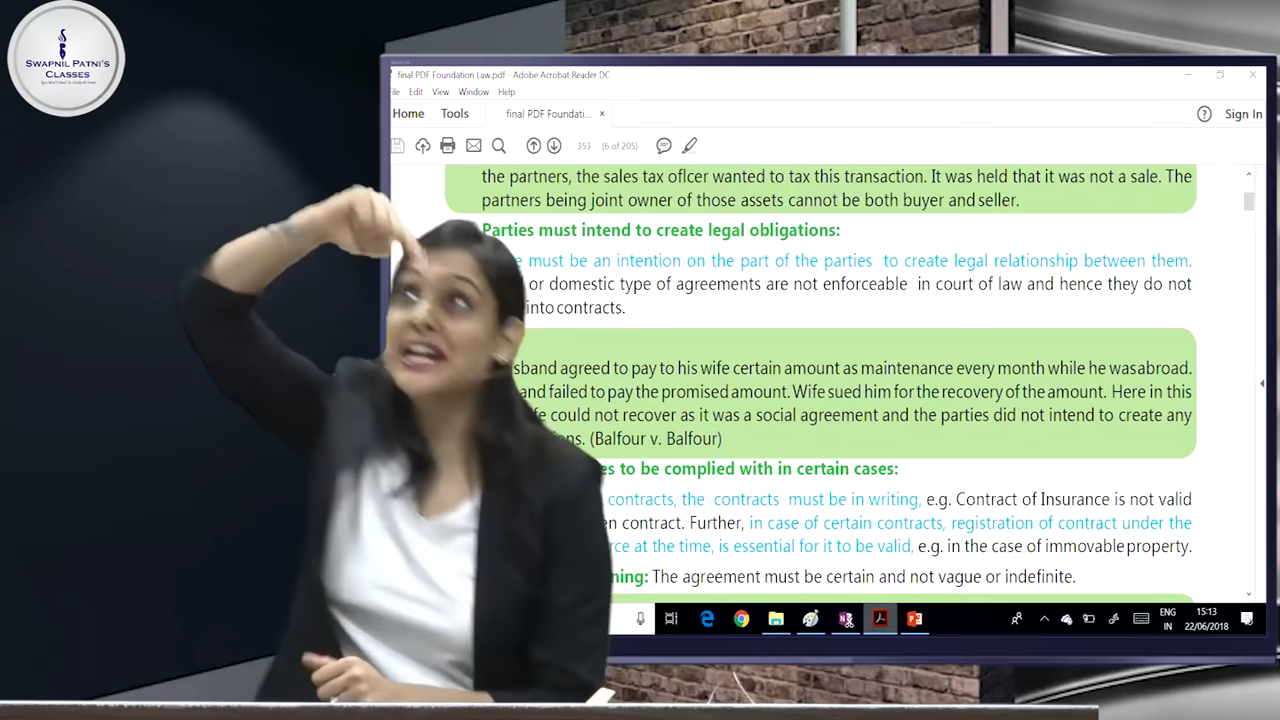 SWAPNIL PATNI'S
CLASSES
final PDF Foundation Law.pdf - Adobe Acrobat Reader DC
ile Edit View Window Help
Home Tools final PDF Foundati... × ? Sign In
353 (6 of 205)
the partners, the sales tax oflcer wanted to tax this transaction. It was held that it was not a sale. The
partners being joint owner of those assets cannot be both buyer and seller.
Parties must intend to create legal obligations:
e must be an intention on the part of the parties to create legal relationship between them.
or domestic type of agreements are not enforceable in court of law and hence they do not
into contracts.
sband agreed to pay to his wife certain amount as maintenance every month while he wasabroad.
and failed to pay the promised amount. Wife sued him for the recovery of the amount. Here in this
fe could not recover as it was a social agreement and the parties did not intend to create any
ons. (Balfour v. Balfour)
es to be complied with in certain cases:
contracts, the contracts must be in writing, e.g. Contract of Insurance is not valid
en contract. Further, in case of certain contracts, registration of contract under the
rce at the time, is essential for it to be valid, e.g. in the case of immovable property.
ning: The agreement must be certain and not vague or indefinite.
ENG
IN
15:13
22/06/2018